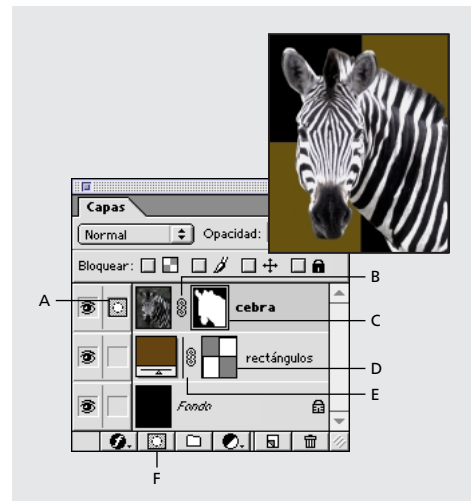 Capas
Normal
Opacidad:
Bloquear:
A
B
cebra
C
rectángulos
D
E
Fondo
F